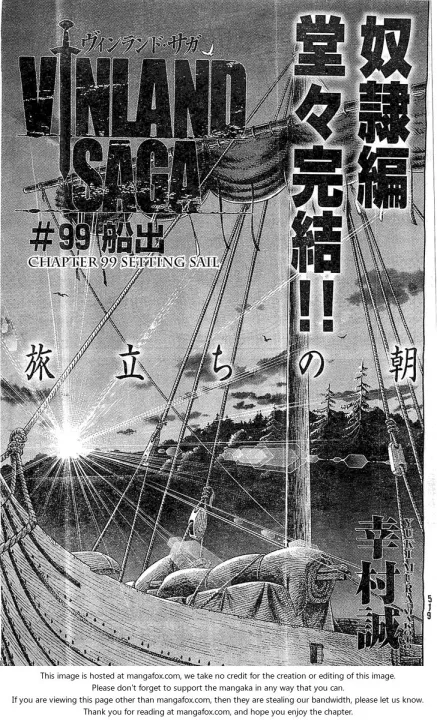 奴隷編
堂々完結!!
ヴィンランド・サガ
VINLAND
SAGA
#99 船出
CHAPTER 99 SETTING SAIL
旅立ちの朝
幸村誠
519
This image is hosted at mangafox.com, we take no credit for the creation or editing of this image.
Please don't forget to support the mangaka in any way that you can.
If you are viewing this page other than mangafox.com, then they are stealing our bandwidth, please let us know.
Thank you for reading at mangafox.com, and hope you enjoy the chapter.